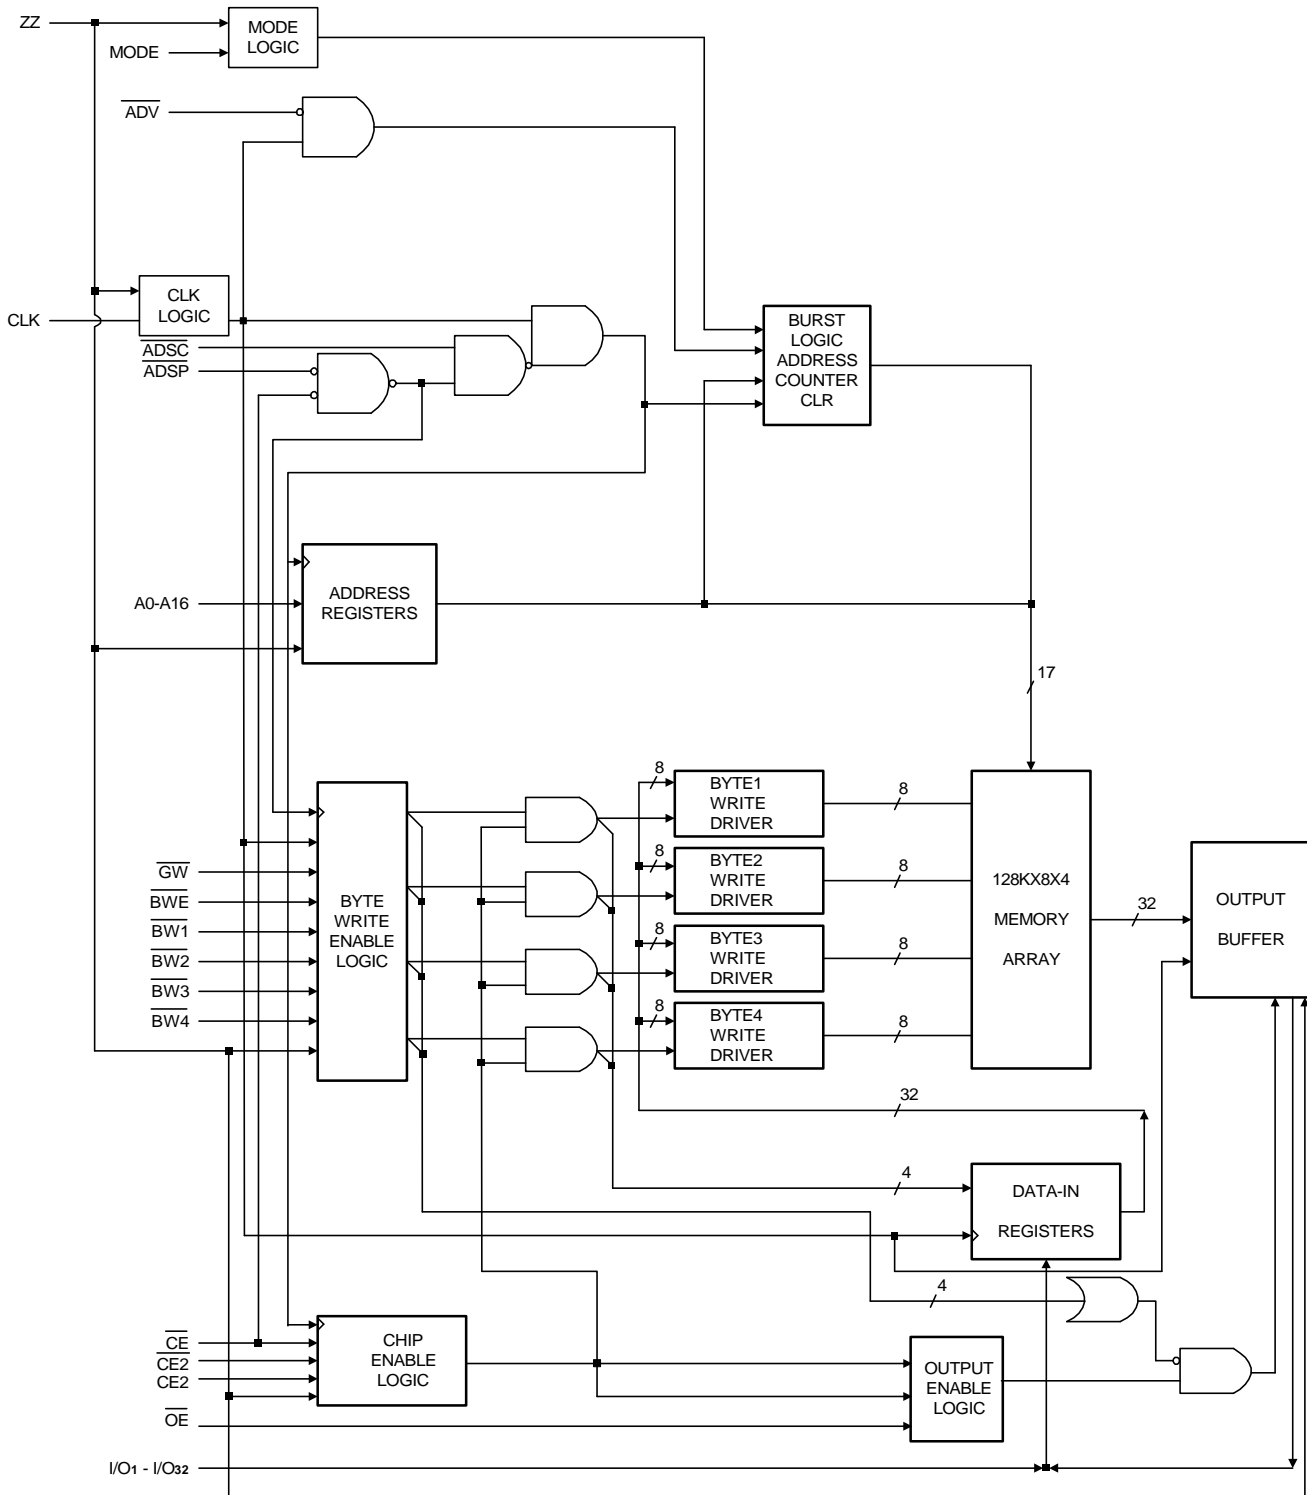 ZZ
MODE
LOGIC
MODE
ADV
CLK
LOGIC
CLK
ADSC
ADSP
BURST
LOGIC
ADDRESS
COUNTER
CLR
ADDRESS
REGISTERS
A0-A16
17
8
BYTE1
WRITE
DRIVER
8
8
BYTE2
WRITE
DRIVER
8
8
BYTE3
WRITE
DRIVER
8
8
BYTE4
WRITE
DRIVER
8
GW
BWE
BW1
BW2
BW3
BW4
BYTE
WRITE
ENABLE
LOGIC
128KX8X4
MEMORY
ARRAY
32
OUTPUT
BUFFER
32
4
DATA-IN
REGISTERS
4
CE
CE2
CE2
CHIP
ENABLE
LOGIC
OUTPUT
ENABLE
LOGIC
OE
I/O1 - I/O32